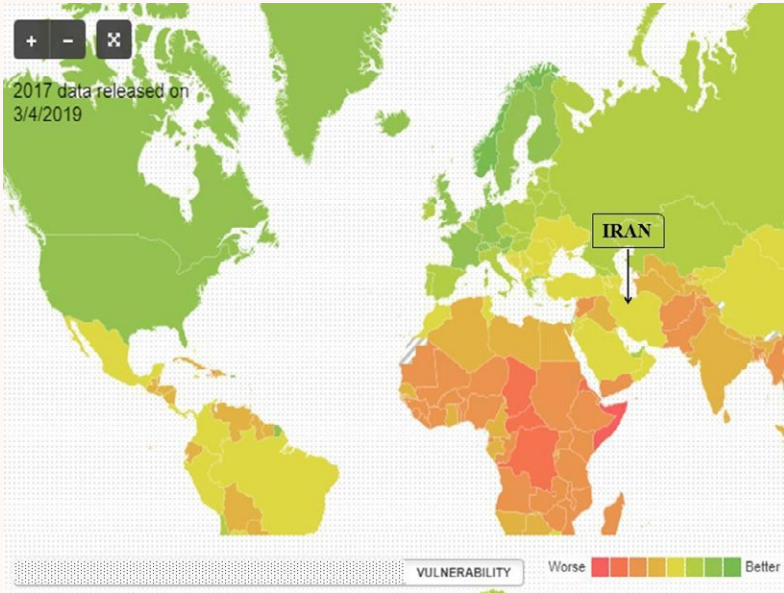 + −
2017 data released on
3/4/2019
IRAN
VULNERABILITY
Worse Better